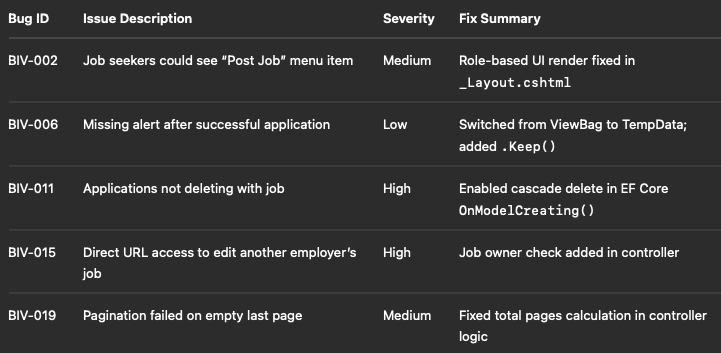 Bug ID Issue Description Severity Fix Summary
BIV-002 Job seekers could see “Post Job” menu item Medium Role-based UI render fixed in
_Layout.cshtml
BIV-006 Missing alert after successful application Low Switched from ViewBag to TempData;
added .Keep()
BIV-011 Applications not deleting with job High Enabled cascade delete in EF Core
OnModelCreating()
BIV-015 Direct URL access to edit another employer’s High Job owner check added in controller
job
BIV-019 Pagination failed on empty last page Medium Fixed total pages calculation in controller
logic